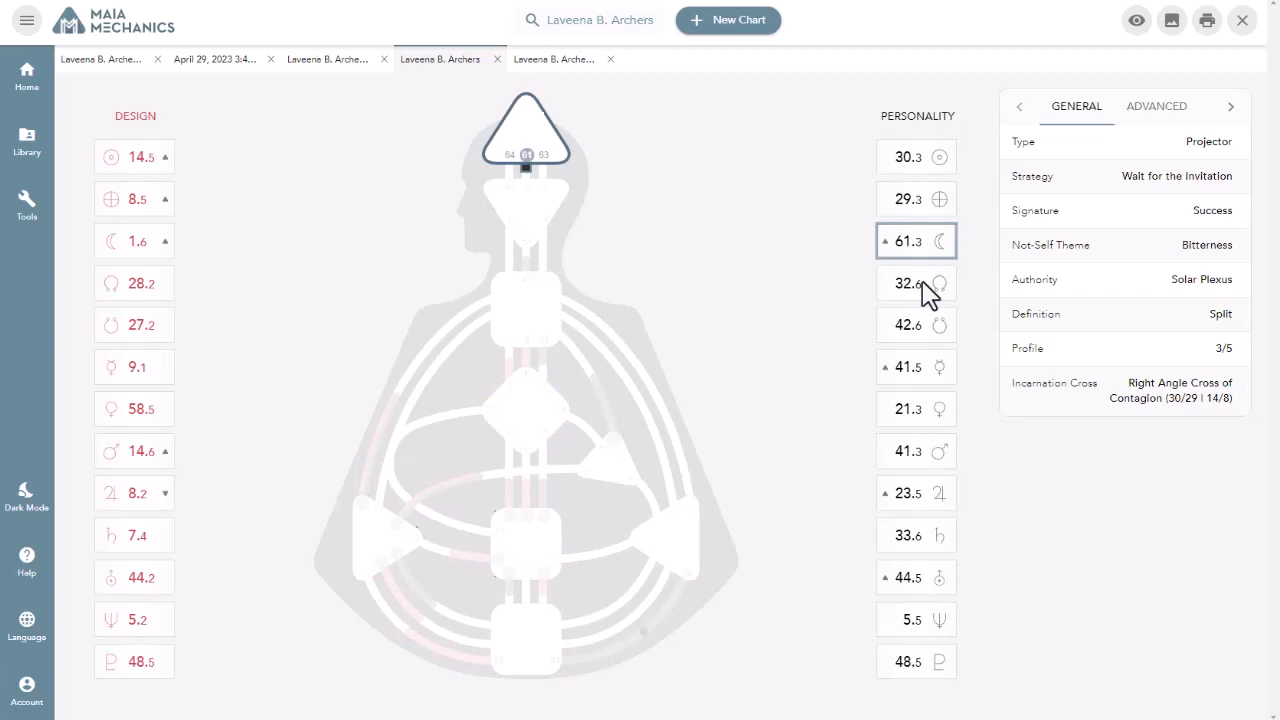 MAIA
MECHANICS
Laveena B. Archers
New Chart
Laveena B. Arche...
April 29, 2023 3:4...
Laveena B. Arche...
Laveena B. Archers
Laveena B. Arche...
Home
Library
Tools
Dark Mode
Help
Language
Account
DESIGN
14.5
8.5
1.6
28.2
27.2
9.1
58.5
14.6
8.2
7.4
44.2
5.2
48.5
64 61 63
PERSONALITY
30.3
29.3
61.3
32.6
42.6
41.5
21.3
41.3
23.5
33.6
44.5
5.5
48.5
GENERAL ADVANCED
Type Projector
Strategy Wait for the Invitation
Signature Success
Not-Self Theme Bitterness
Authority Solar Plexus
Definition Split
Profile 3/5
Incarnation Cross Right Angle Cross of
Contagion (30/29 | 14/8)